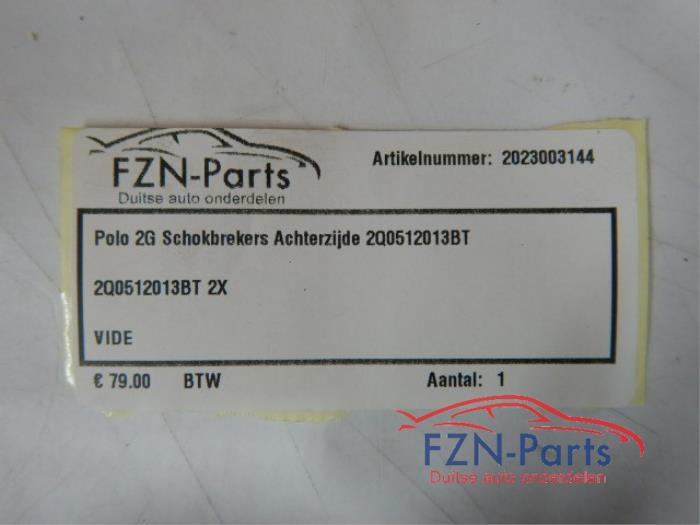 FZN-Parts
Duitse auto onderdelen
Artikelnummer: 2023003144
Polo 2G Schokbrekers Achterzijde 2Q0512013BT
2Q0512013BT 2X
VIDE
€ 79.00 BTW Aantal: 1
FZN-Parts
Duitse auto onderdelen